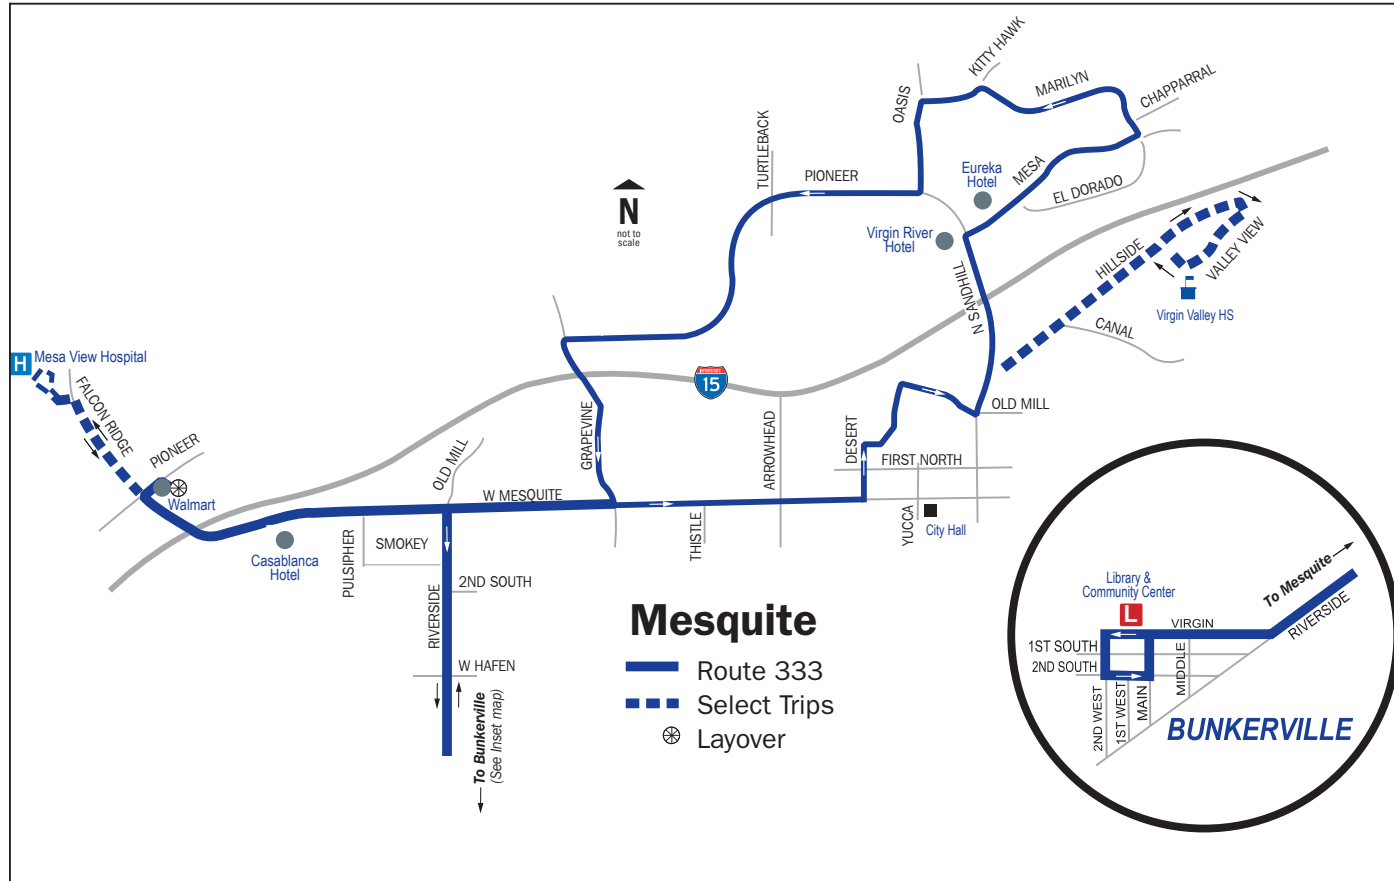 KITTY HAWK
MARILYN
CHAPPARRAL
OASIS
TURTLEBACK
PIONEER
Eureka
Hotel
MESA
EL DORADO
N
not to
scale
Virgin River
Hotel
HILLSIDE
VALLEY VIEW
N SANDHILL
Virgin Valley HS
CANAL
H
Mesa View Hospital
FALCON RIDGE
INTERSTATE
15
OLD MILL
GRAPEVINE
ARROWHEAD
DESERT
FIRST NORTH
PIONEER
OLD MILL
Walmart
W MESQUITE
THISTLE
YUCCA
City Hall
Casablanca
Hotel
PULSIPHER
SMOKEY
2ND SOUTH
RIVERSIDE
W HAFEN
To Bunkerville
(See Inset map)
Mesquite
Route 333
Select Trips
Layover
To Mesquite
RIVERSIDE
Library &
Community Center
L
VIRGIN
1ST SOUTH
2ND SOUTH
MIDDLE
2ND WEST
1ST WEST
MAIN
BUNKERVILLE